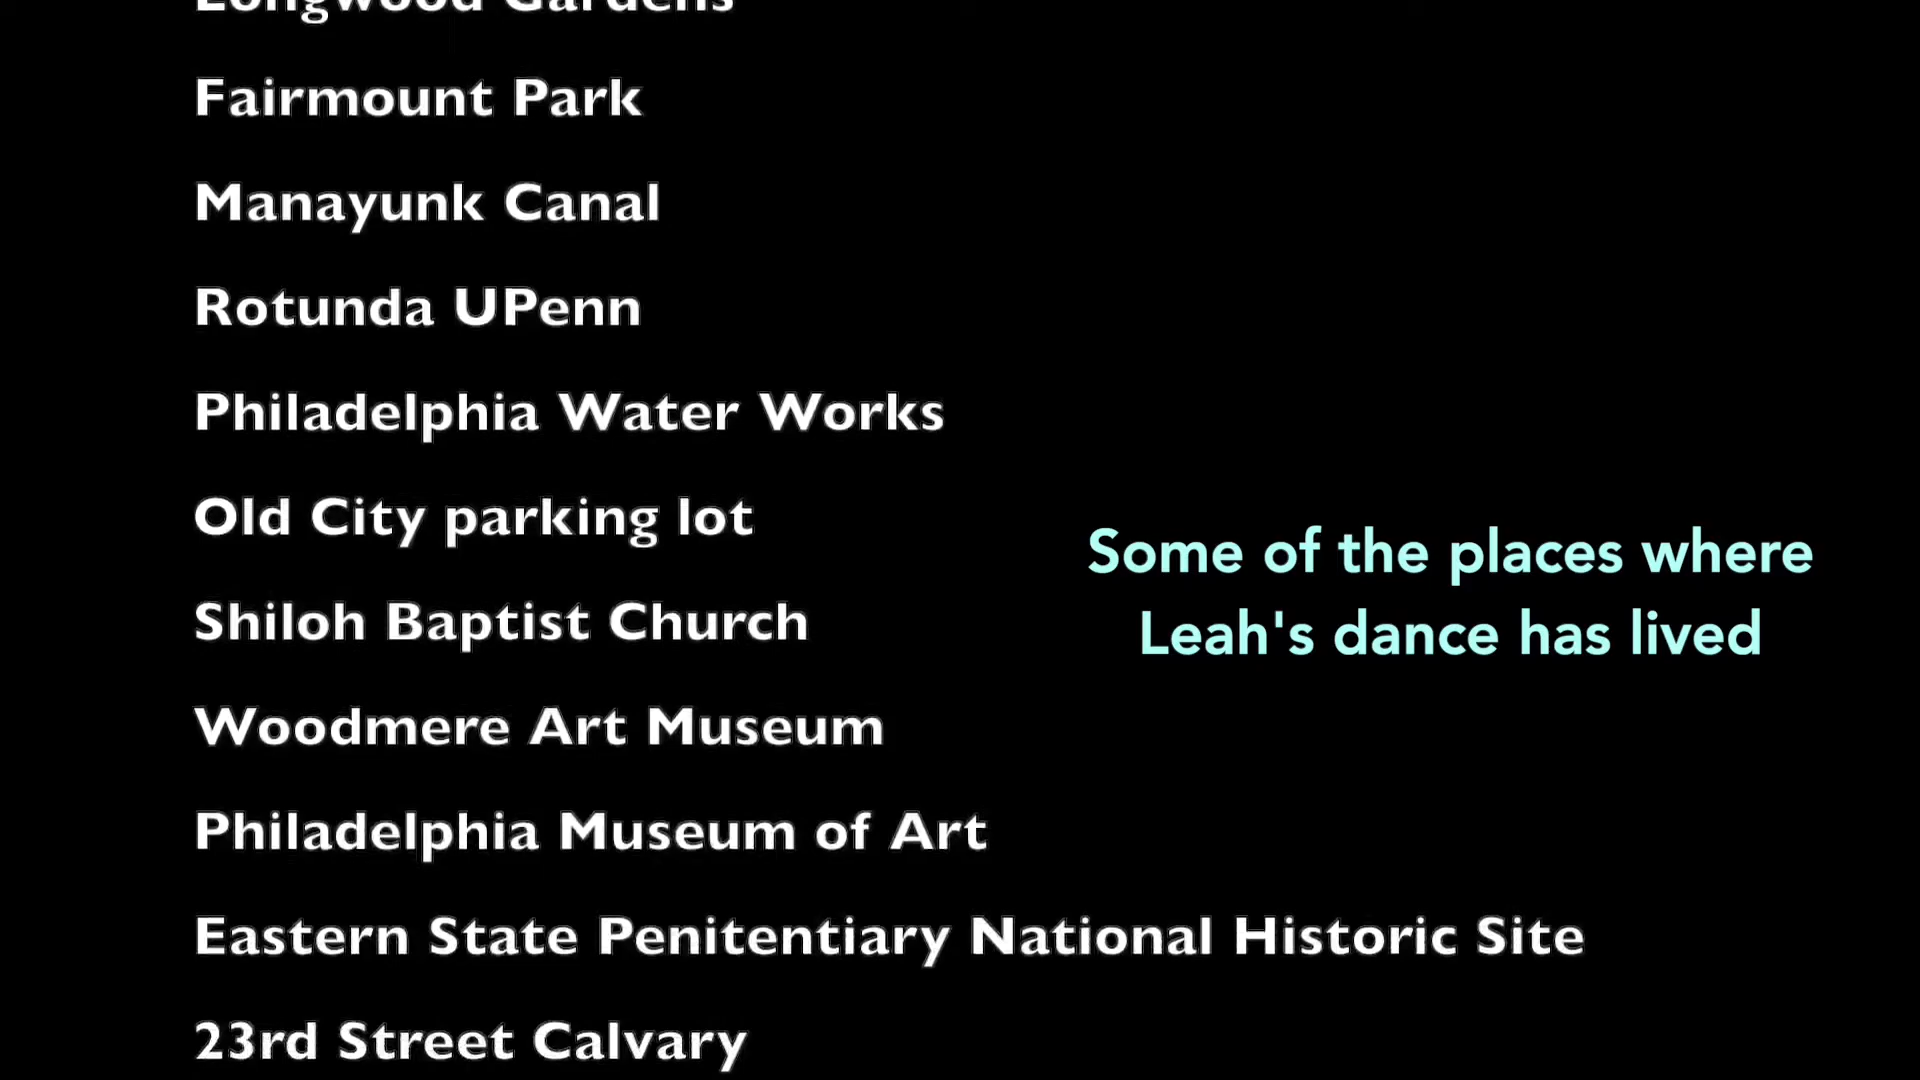 Longwood Gardens
Fairmount Park
Manayunk Canal
Rotunda UPenn
Philadelphia Water Works
Old City parking lot
Shiloh Baptist Church
Woodmere Art Museum
Philadelphia Museum of Art
Eastern State Penitentiary National Historic Site
23rd Street Calvary
Some of the places where
Leah's dance has lived